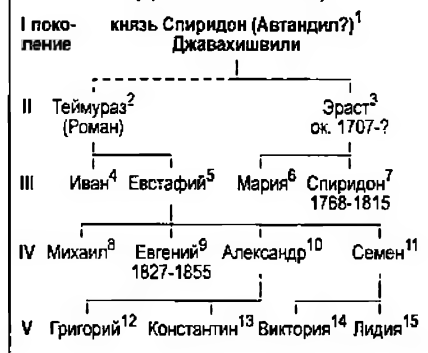 I поко- князь Спиридон (Автандил?)¹
ление Джавахишвили
II Теймураз² Эраст³
(Роман) ок. 1707-?
III Иван⁴ Евстафий⁵ Мария⁶ Спиридон⁷
1768-1815
IV Михаил⁸ Евгений⁹ Александр¹⁰ Семен¹¹
1827-1855
V Григорий¹² Константин¹³ Виктория¹⁴ Лидия¹⁵